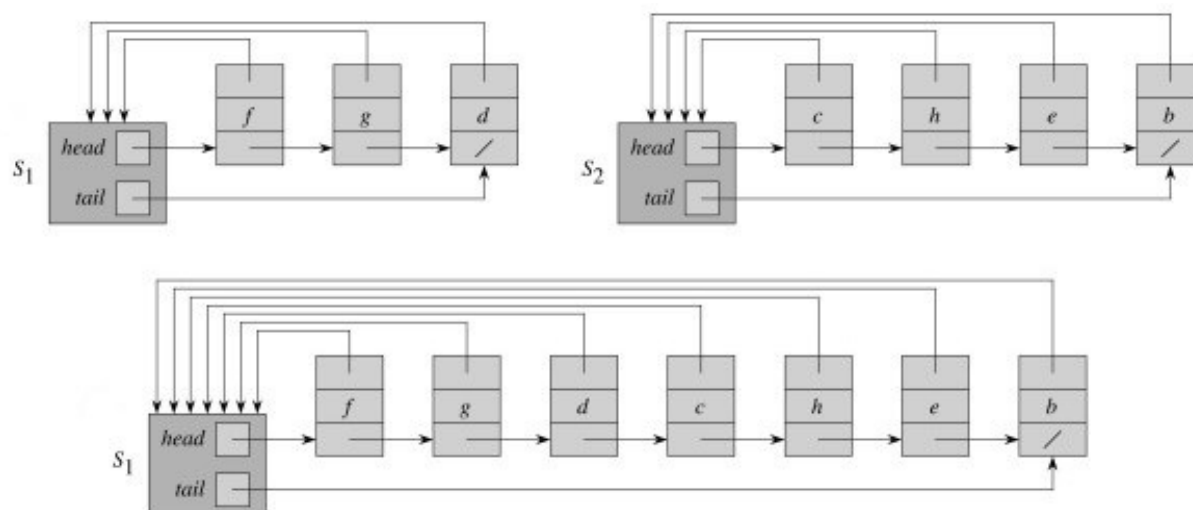 f g d
head
S1
tail
c h e b
head
S2
tail
f g d c h e b
head
S1
tail